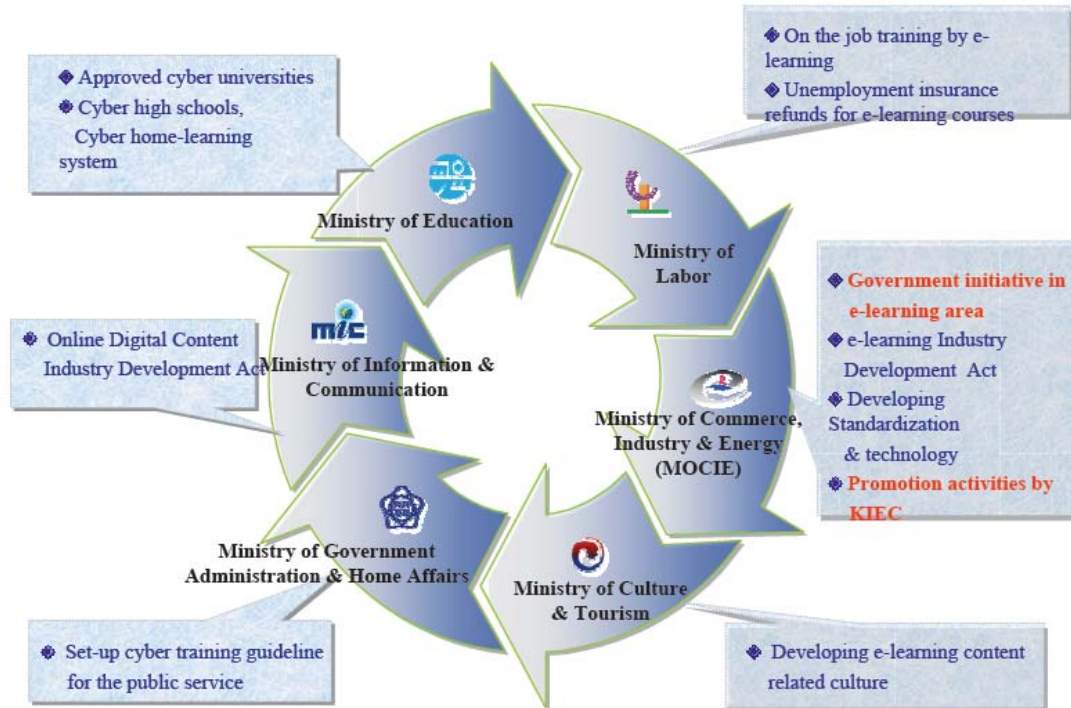 ◈ Approved cyber universities
◈ Cyber high schools,
Cyber home-learning
system
◈ On the job training by e-
learning
◈ Unemployment insurance
refunds for e-learning courses
Ministry of Education
Ministry of
Labor
◈ Government initiative in
e-learning area
◈ e-learning Industry
Development Act
◈ Developing
Standardization
& technology
◈ Promotion activities by
KIEC
◈ Online Digital Content
Industry Development Act
mic
Ministry of Information &
Communication
Ministry of Commerce,
Industry & Energy
(MOCIE)
Ministry of Government
Administration & Home Affairs
Ministry of Culture
& Tourism
◈ Set-up cyber training guideline
for the public service
◈ Developing e-learning content
related culture